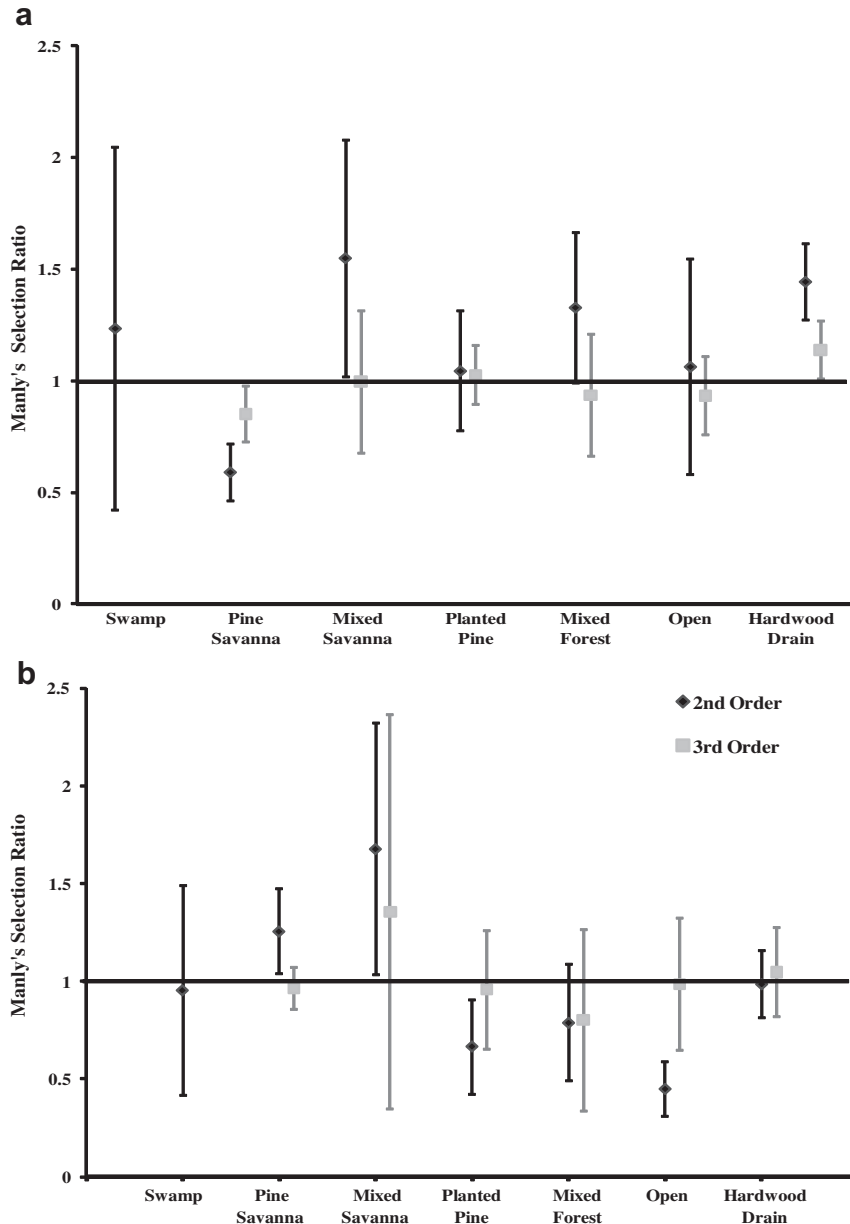 a
2.5
2
1.5
1
0.5
0
Manly's Selection Ratio
Swamp
Pine Savanna
Mixed Savanna
Planted Pine
Mixed Forest
Open
Hardwood Drain
b
2.5
2
1.5
1
0.5
0
Manly's Selection Ratio
2nd Order
3rd Order
Swamp
Pine Savanna
Mixed Savanna
Planted Pine
Mixed Forest
Open
Hardwood Drain